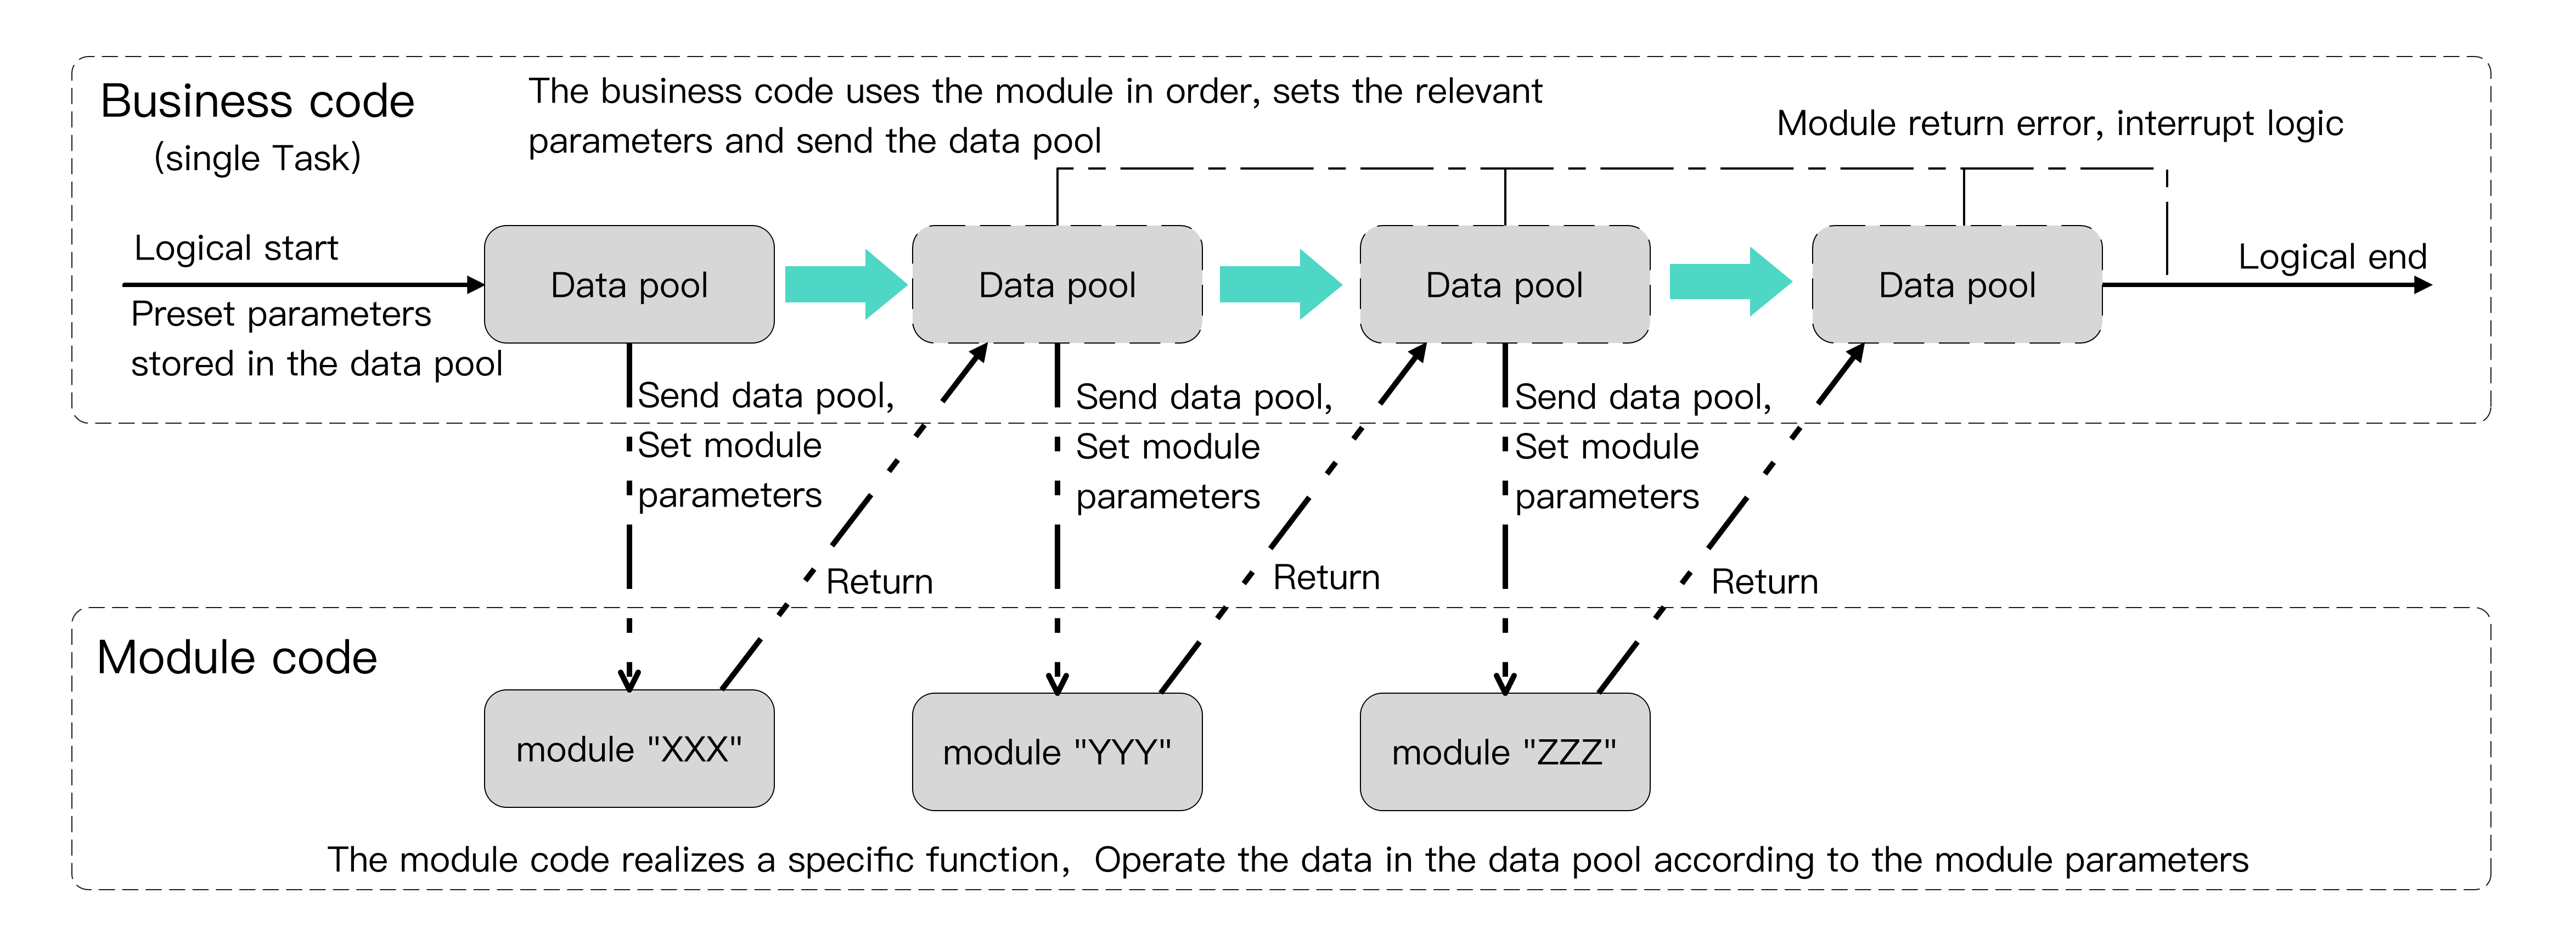 Business code
(single Task)
The business code uses the module in order, sets the relevant
parameters and send the data pool
Module return error, interrupt logic
Logical start
Preset parameters
stored in the data pool
Data pool
Data pool
Data pool
Data pool
Logical end
Send data pool,
Set module
parameters
Return
Send data pool,
Set module
parameters
Return
Send data pool,
Set module
parameters
Return
Module code
module "XXX"
module "YYY"
module "ZZZ"
The module code realizes a specific function, Operate the data in the data pool according to the module parameters